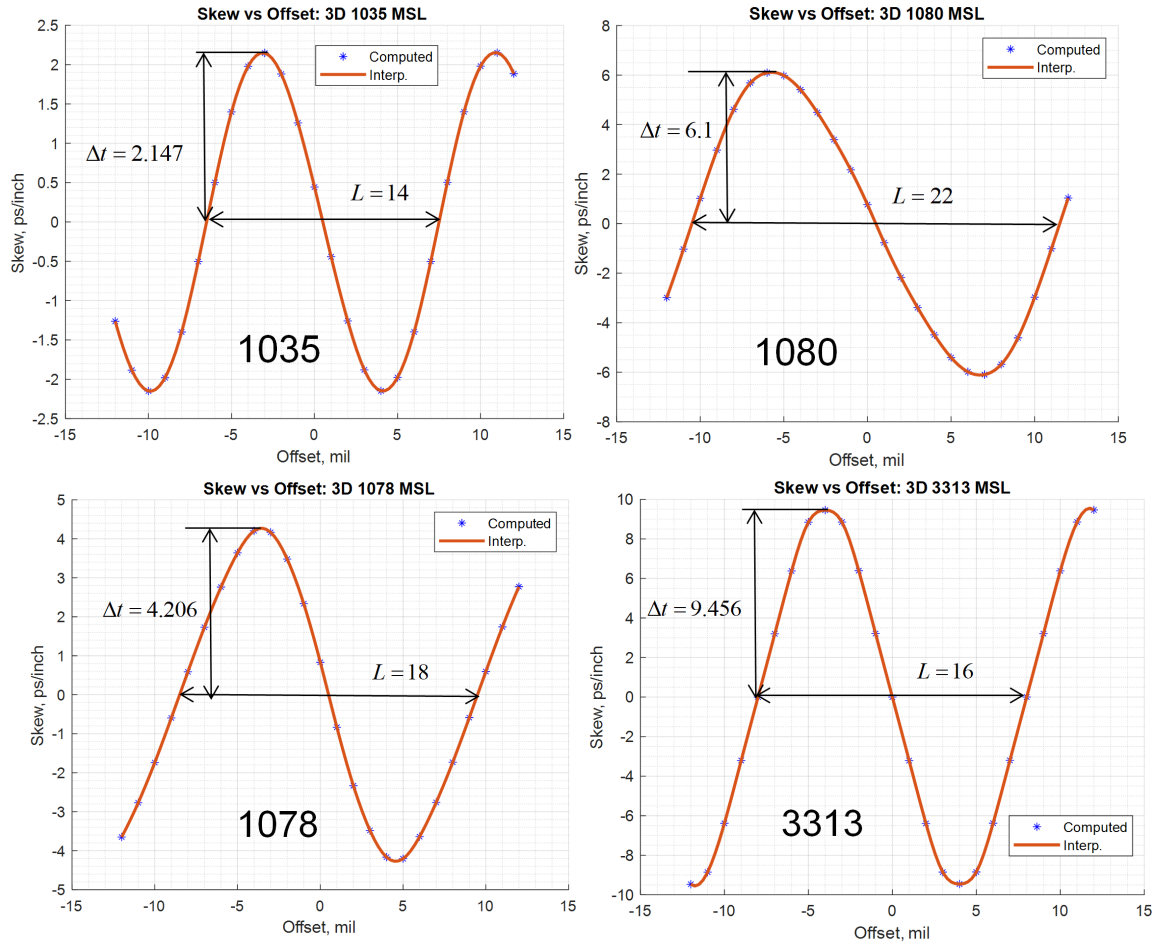 Skew vs Offset: 3D 1035 MSL
2.5
2
1.5
1
0.5
0
-0.5
-1
-1.5
-2
-2.5
Skew, ps/inch
Computed
Interp.
Δt = 2.147
L = 14
1035
-15
-10
-5
0
5
10
15
Offset, mil
Skew vs Offset: 3D 1080 MSL
8
6
4
2
0
-2
-4
-6
-8
Skew, ps/inch
Computed
Interp.
Δt = 6.1
L = 22
1080
-15
-10
-5
0
5
10
15
Offset, mil
Skew vs Offset: 3D 1078 MSL
5
4
3
2
1
0
-1
-2
-3
-4
-5
Skew, ps/inch
Computed
Interp.
Δt = 4.206
L = 18
1078
-15
-10
-5
0
5
10
15
Offset, mil
Skew vs Offset: 3D 3313 MSL
10
8
6
4
2
0
-2
-4
-6
-8
-10
Skew, ps/inch
Δt = 9.456
L = 16
3313
Computed
Interp.
-15
-10
-5
0
5
10
15
Offset, mil